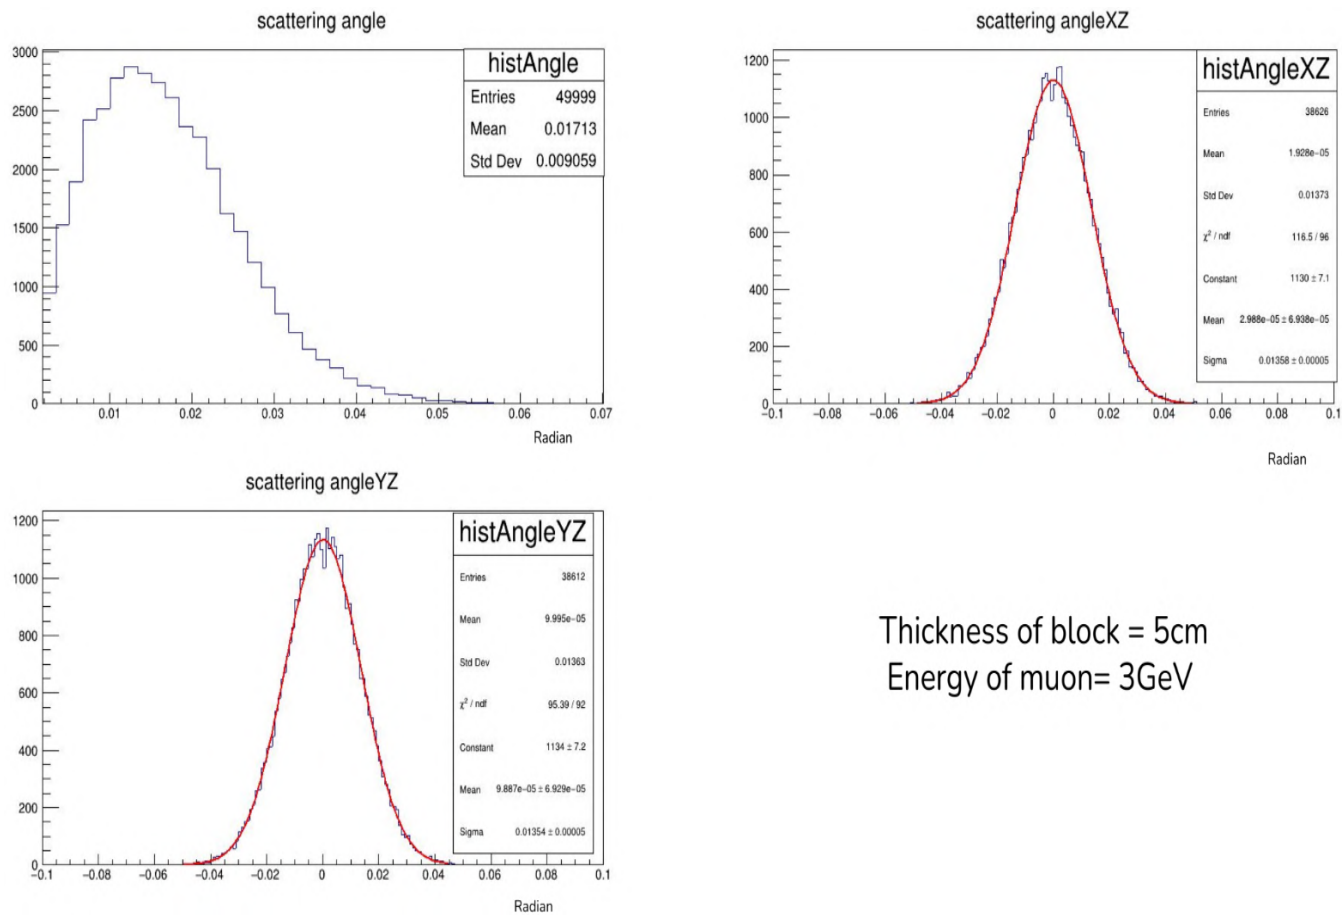 scattering angle
3000
2500
2000
1500
1000
500
0
0.01 0.02 0.03 0.04 0.05 0.06 0.07
Radian
histAngle
Entries 49999
Mean 0.01713
Std Dev 0.009059
scattering angleXZ
1200
1000
800
600
400
200
0
−0.1 −0.08 −0.06 −0.04 −0.02 0 0.02 0.04 0.06 0.08 0.1
Radian
histAngleXZ
Entries 38626
Mean 1.928e−05
Std Dev 0.01373
χ² / ndf 116.5 / 96
Constant 1130 ± 7.1
Mean 2.988e−05 ± 6.938e−05
Sigma 0.01358 ± 0.00005
scattering angleYZ
1200
1000
800
600
400
200
0
−0.1 −0.08 −0.06 −0.04 −0.02 0 0.02 0.04 0.06 0.08 0.1
Radian
histAngleYZ
Entries 38612
Mean 9.995e−05
Std Dev 0.01363
χ² / ndf 95.39 / 92
Constant 1134 ± 7.2
Mean 9.887e−05 ± 6.929e−05
Sigma 0.01354 ± 0.00005
Thickness of block = 5cm
Energy of muon= 3GeV